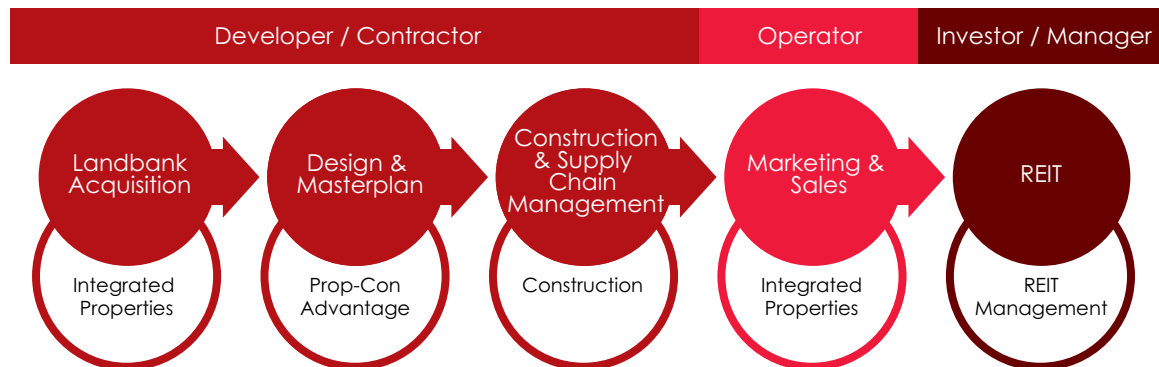 Developer / Contractor
Operator
Investor / Manager
Landbank
Acquisition
Integrated
Properties
Design &
Masterplan
Prop-Con
Advantage
Construction
& Supply
Chain
Management
Construction
Marketing &
Sales
Integrated
Properties
REIT
REIT
Management